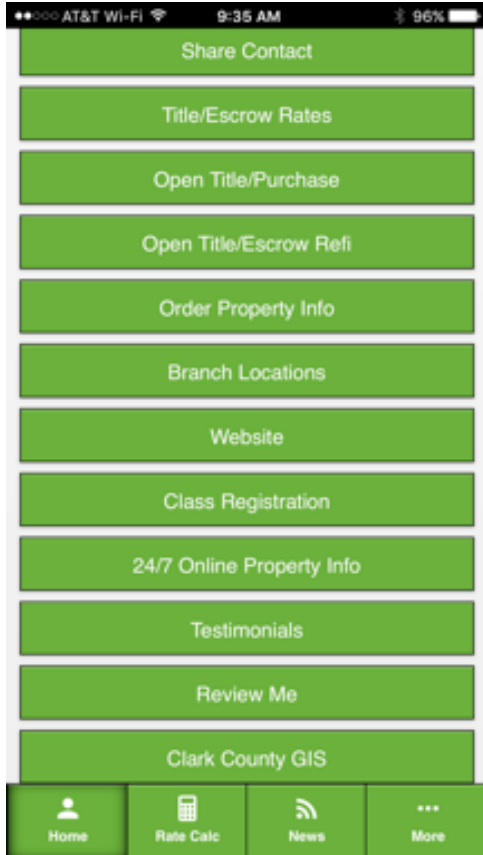 AT&T Wi-Fi 9:35 AM 96%
Share Contact
Title/Escrow Rates
Open Title/Purchase
Open Title/Escrow Refi
Order Property Info
Branch Locations
Website
Class Registration
24/7 Online Property Info
Testimonials
Review Me
Clark County GIS
Home Rate Calc News More